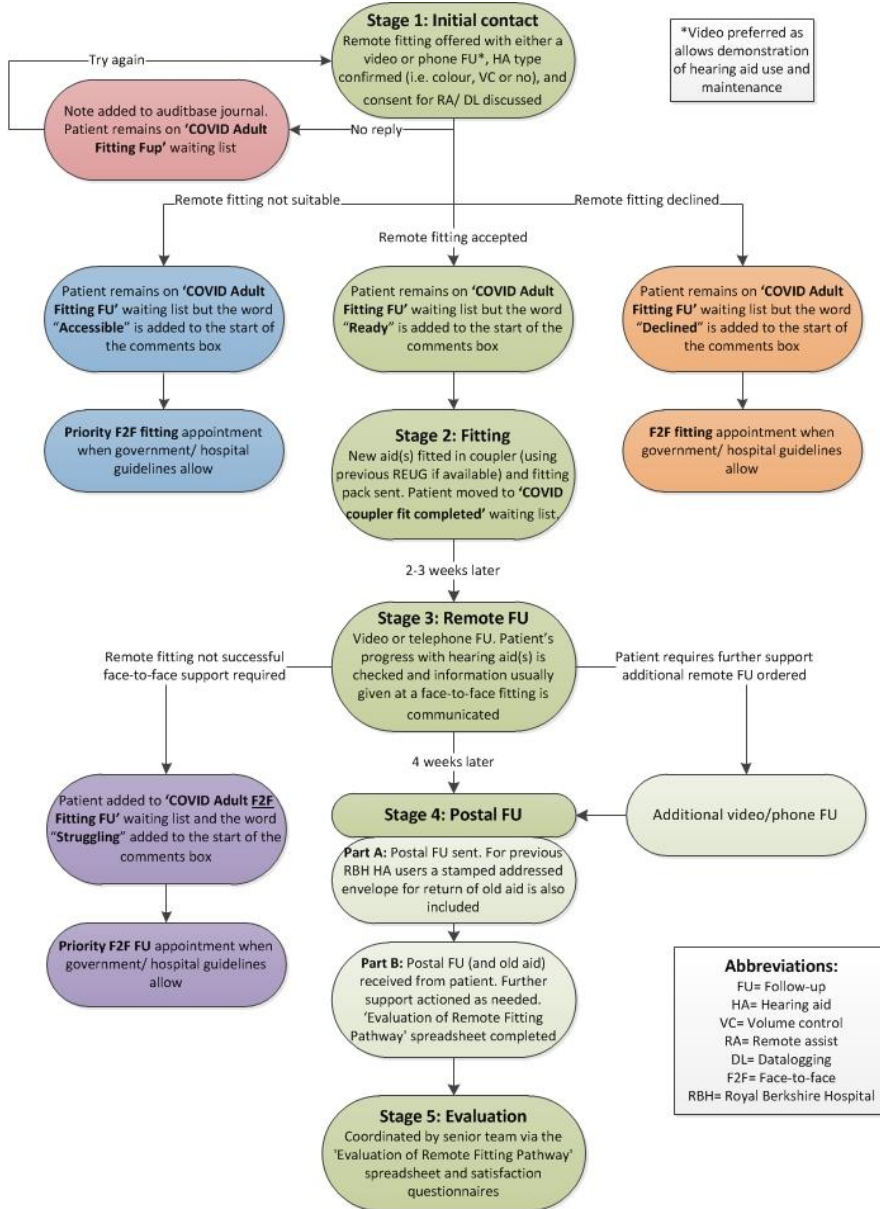 Stage 1: Initial contact
Remote fitting offered with either a
video or phone FU*, HA type
confirmed (i.e. colour, VC or no), and
consent for RA/ DL discussed
*Video preferred as
allows demonstration
of hearing aid use and
maintenance
Try again
Note added to auditbase journal.
Patient remains on ‘COVID Adult
Fitting Fup’ waiting list
No reply
Remote fitting not suitable
Remote fitting accepted
Remote fitting declined
Patient remains on ‘COVID Adult
Fitting FU’ waiting list but the word
“Accessible” is added to the start of
the comments box
Patient remains on ‘COVID Adult
Fitting FU’ waiting list but the word
“Ready” is added to the start of
the comments box
Patient remains on ‘COVID Adult
Fitting FU’ waiting list but the word
“Declined” is added to the start of
the comments box
Priority F2F fitting appointment
when government/ hospital
guidelines allow
Stage 2: Fitting
New aid(s) fitted in coupler (using
previous REUG if available) and fitting
pack sent. Patient moved to ‘COVID
coupler fit completed’ waiting list.
F2F fitting appointment when
government/ hospital guidelines
allow
2-3 weeks later
Stage 3: Remote FU
Video or telephone FU. Patient’s
progress with hearing aid(s) is
checked and information usually
given at a face-to-face fitting is
communicated
Remote fitting not successful
face-to-face support required
Patient requires further support
additional remote FU ordered
4 weeks later
Patient added to ‘COVID Adult F2F
Fitting FU’ waiting list and the word
“Struggling” added to the start of the
comments box
Stage 4: Postal FU
Additional video/phone FU
Part A: Postal FU sent. For previous
RBH HA users a stamped addressed
envelope for return of old aid is also
included
Priority F2F FU appointment when
government/ hospital guidelines
allow
Part B: Postal FU (and old aid)
received from patient. Further
support actioned as needed.
‘Evaluation of Remote Fitting
Pathway’ spreadsheet completed
Stage 5: Evaluation
Coordinated by senior team via the
‘Evaluation of Remote Fitting Pathway’
spreadsheet and satisfaction
questionnaires
Abbreviations:
FU= Follow-up
HA= Hearing aid
VC= Volume control
RA= Remote assist
DL= Datalogging
F2F= Face-to-face
RBH= Royal Berkshire Hospital